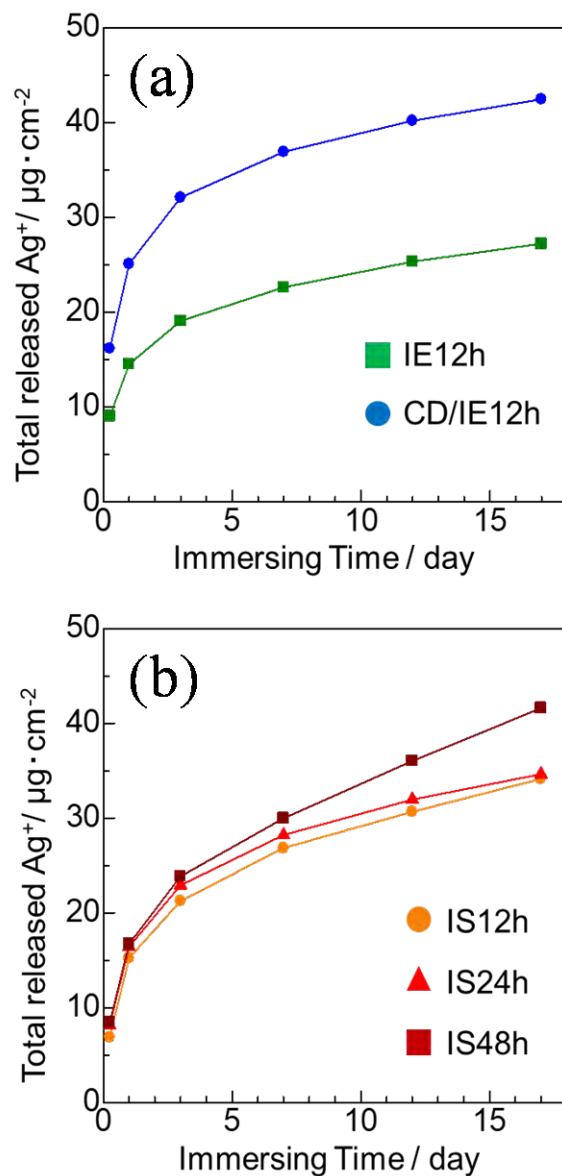 (a)
Total released Ag⁺/ µg·cm⁻²
50
40
30
20
10
0
IE12h
CD/IE12h
0 5 10 15
Immersing Time / day
(b)
Total released Ag⁺/ µg·cm⁻²
50
40
30
20
10
0
IS12h
IS24h
IS48h
0 5 10 15
Immersing Time / day